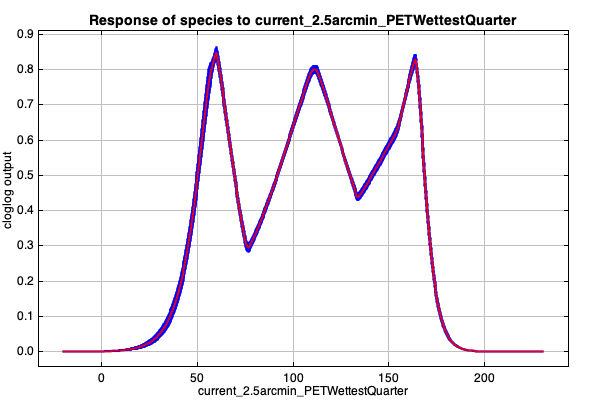 Response of species to current_2.5arcmin_PETWettestQuarter
0.9
0.8
0.7
0.6
0.5
0.4
0.3
0.2
0.1
0.0
cloglog output
0 50 100 150 200
current_2.5arcmin_PETWettestQuarter